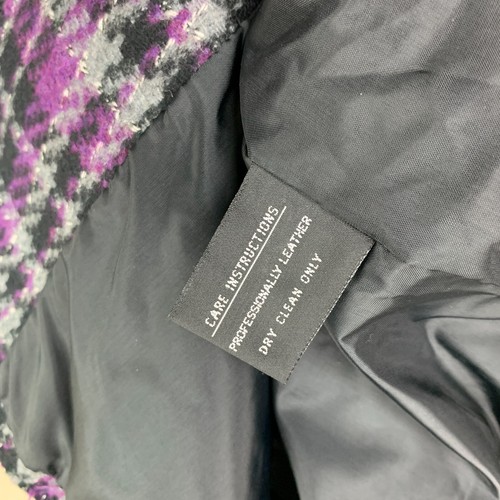 CARE INSTRUCTIONS
PROFESSIONALLY LEATHER
DRY CLEAN ONLY